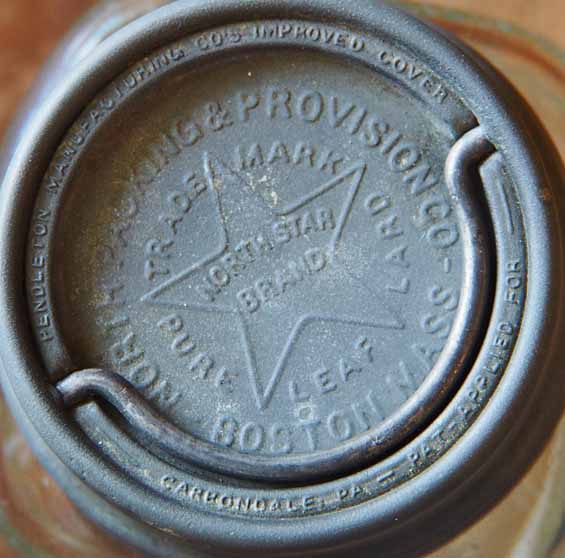 HENDLETON MANUFACTURING CO'S IMPROVED COVER
CARBONDALE, PA = PAT-APPLIED FOR =
NORTH PACKING & PROVISION CO-
BOSTON MASS
TRADE MARK
NORTH STAR
BRAND
PURE LEAF LARD